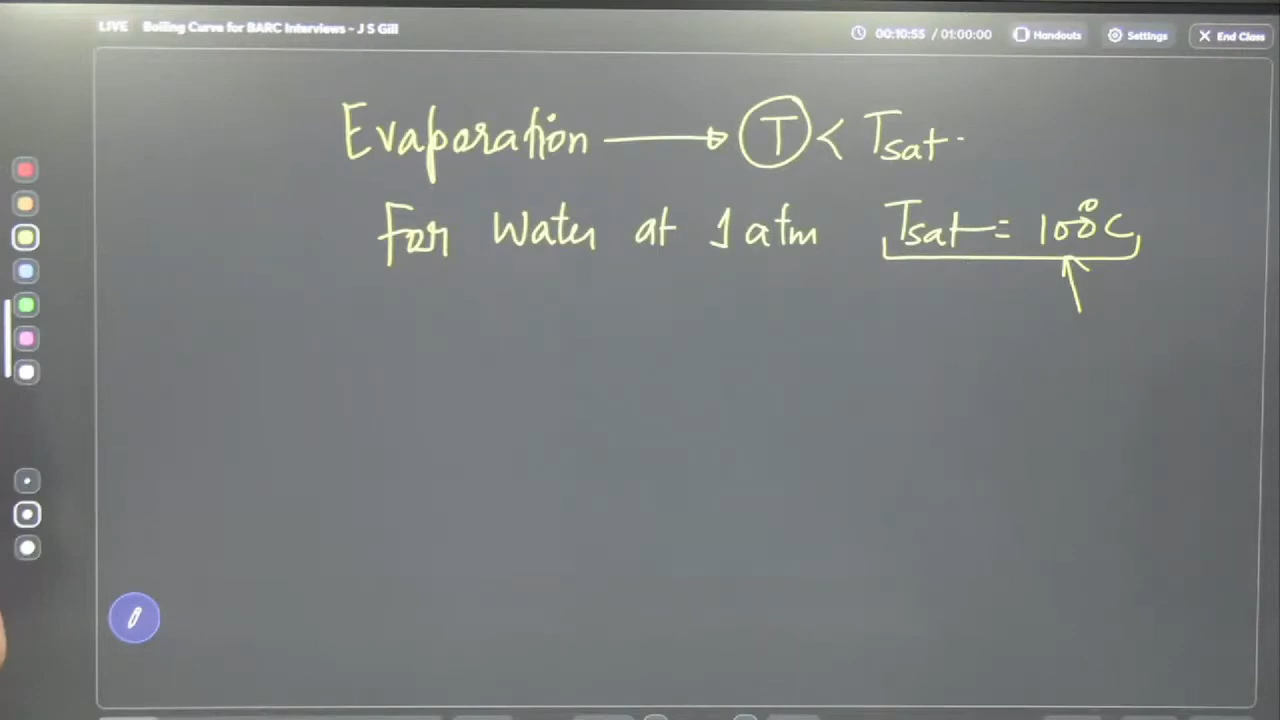 LIVE Boiling Curve for BARC Interviews - J S Gill
00:10:55 / 01:00:00 Handouts Settings X End Class
Evaporation → T < Tsat.
For Water at 1 atm Tsat = 100°C